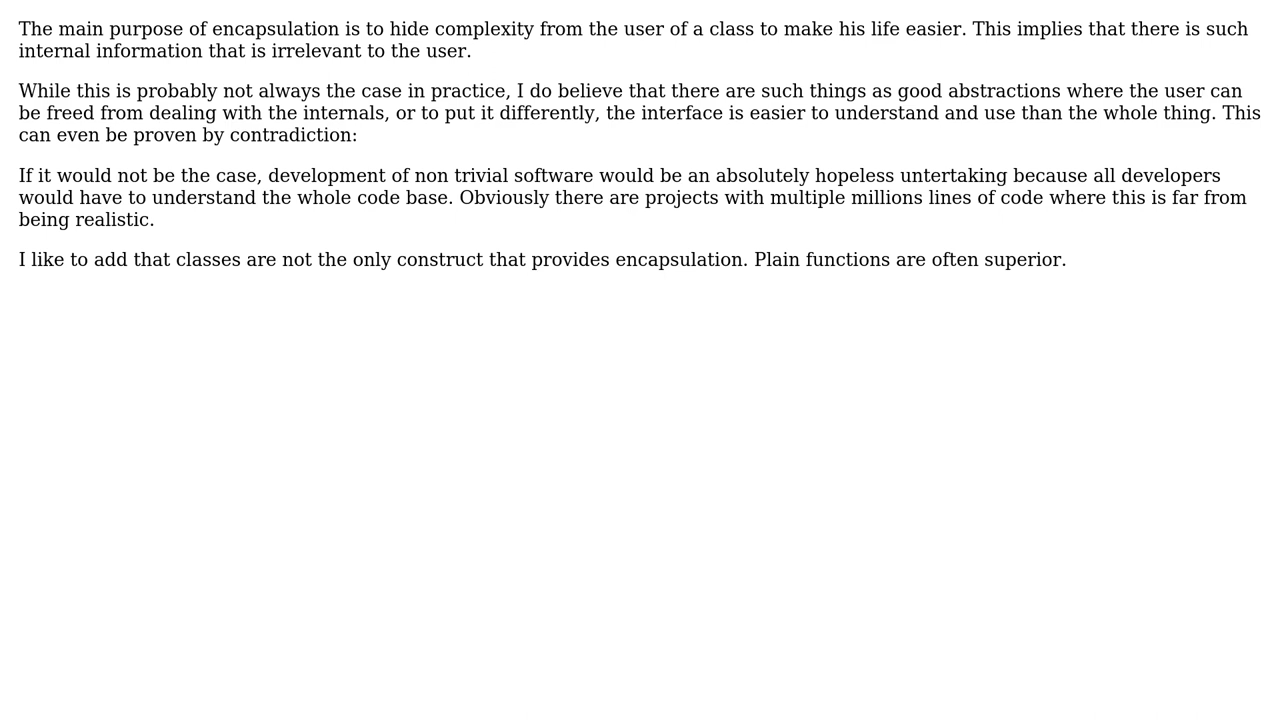 The main purpose of encapsulation is to hide complexity from the user of a class to make his life easier. This implies that there is such
internal information that is irrelevant to the user.
While this is probably not always the case in practice, I do believe that there are such things as good abstractions where the user can
be freed from dealing with the internals, or to put it differently, the interface is easier to understand and use than the whole thing. This
can even be proven by contradiction:
If it would not be the case, development of non trivial software would be an absolutely hopeless untertaking because all developers
would have to understand the whole code base. Obviously there are projects with multiple millions lines of code where this is far from
being realistic.
I like to add that classes are not the only construct that provides encapsulation. Plain functions are often superior.